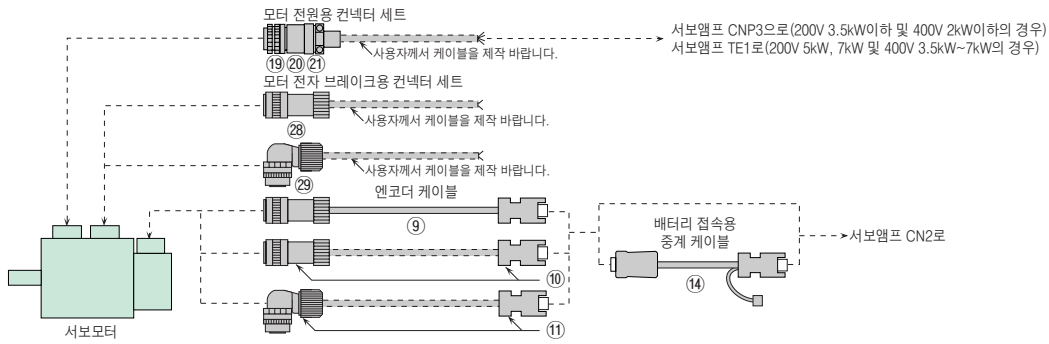 모터 전원용 컨넥터 세트
사용자께서 케이블을 제작 바랍니다.
⑲ ⑳ ㉑
서보앰프 CNP3으로(200V 3.5kW이하 및 400V 2kW이하의 경우)
서보앰프 TE1로(200V 5kW, 7kW 및 400V 3.5kW~7kW의 경우)
모터 전자 브레이크용 컨넥터 세트
사용자께서 케이블을 제작 바랍니다.
㉘
사용자께서 케이블을 제작 바랍니다.
㉙
엔코더 케이블
⑨
⑩
⑪
배터리 접속용
중계 케이블
⑭
서보앰프 CN2로
서보모터